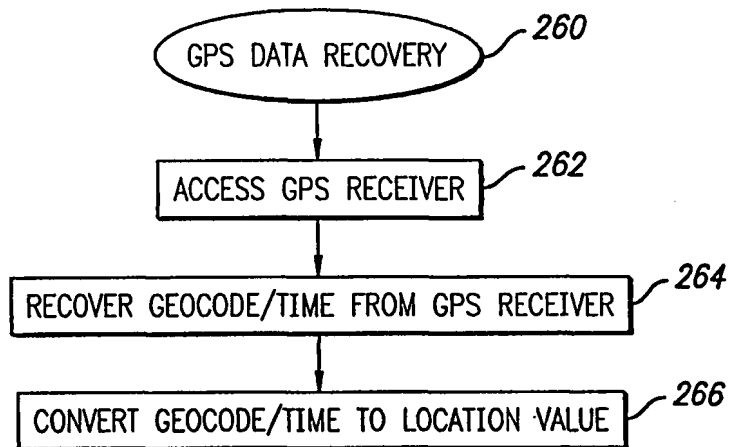 GPS DATA RECOVERY
260
ACCESS GPS RECEIVER
262
RECOVER GEOCODE/TIME FROM GPS RECEIVER
264
CONVERT GEOCODE/TIME TO LOCATION VALUE
266